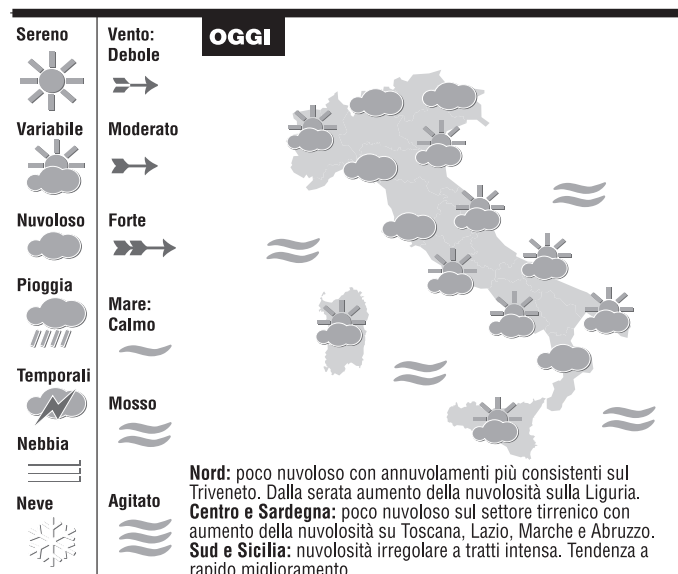 Sereno
Variabile
Nuvoloso
Pioggia
Temporali
Nebbia
Neve
Vento:
Debole
Moderato
Forte
Mare:
Calmo
Mosso
Agitato
OGGI
Nord: poco nuvoloso con annuvolamenti più consistenti sul
Triveneto. Dalla serata aumento della nuvolosità sulla Liguria.
Centro e Sardegna: poco nuvoloso sul settore tirrenico con
aumento della nuvolosità su Toscana, Lazio, Marche e Abruzzo.
Sud e Sicilia: nuvolosità irregolare a tratti intensa. Tendenza a
rapido miglioramento